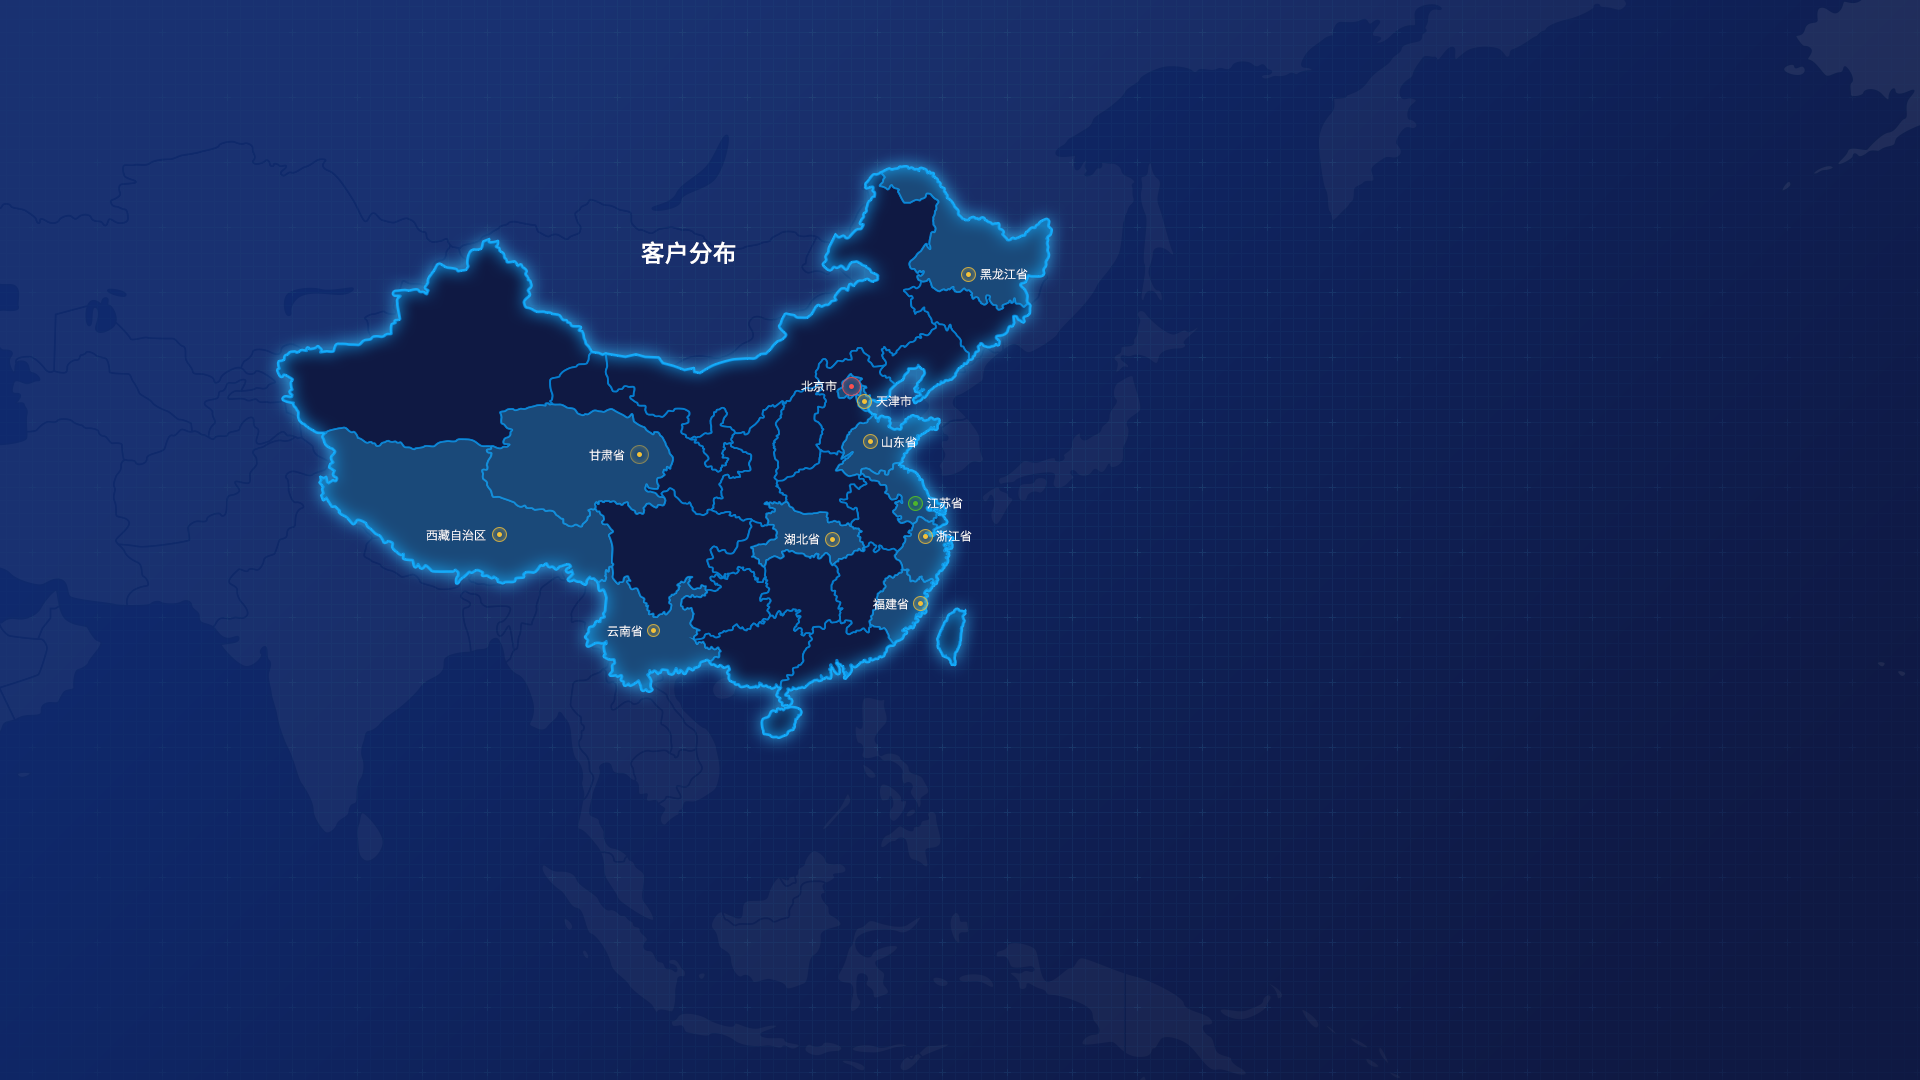 客户分布
黑龙江省
北京市
天津市
山东省
甘肃省
江苏省
西藏自治区
浙江省
湖北省
福建省
云南省